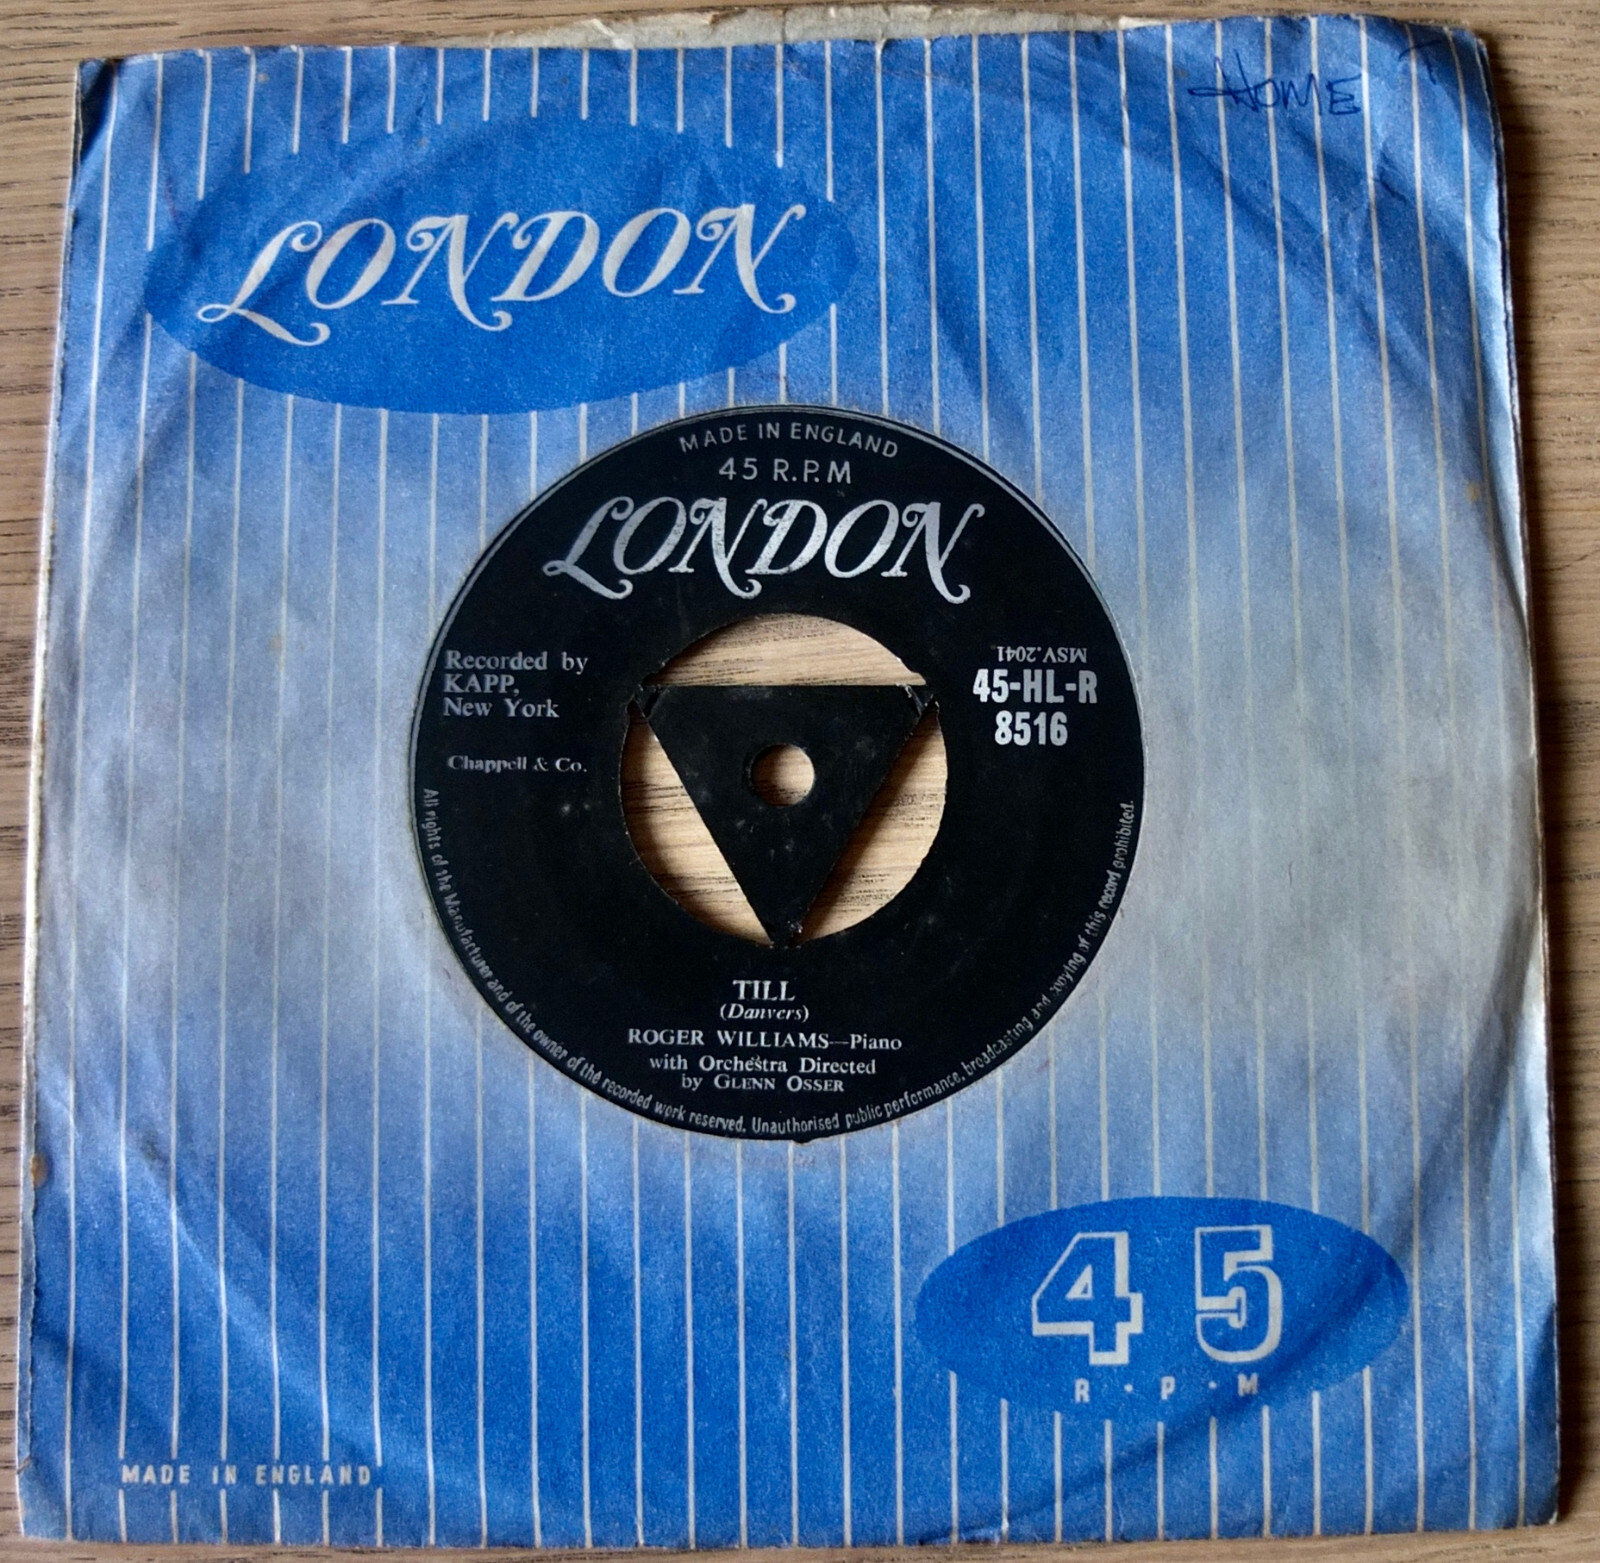 HOME
LONDON
MADE IN ENGLAND
45 R.P.M
LONDON
Recorded by
KAPP,
New York
Chappell & Co.
MSV.2041
45-HL-R
8516
TILL
(Danvers)
ROGER WILLIAMS—Piano
with Orchestra Directed
by GLENN OSSER
All rights of the Manufacturer and of the owner of the recorded work reserved. Unauthorised public performance, broadcasting and copying of this record prohibited.
45
R·P·M
MADE IN ENGLAND